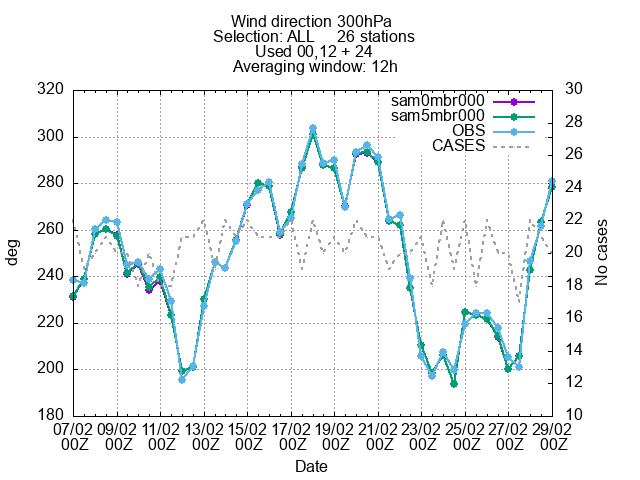 Wind direction 300hPa
Selection: ALL 26 stations
Used 00,12 + 24
Averaging window: 12h
sam0mbr000
sam5mbr000
OBS
CASES
deg
320
300
280
260
240
220
200
180
No cases
30
28
26
24
22
20
18
16
14
12
10
07/02 09/02 11/02 13/02 15/02 17/02 19/02 21/02 23/02 25/02 27/02 29/02
00Z 00Z 00Z 00Z 00Z 00Z 00Z 00Z 00Z 00Z 00Z 00Z
Date